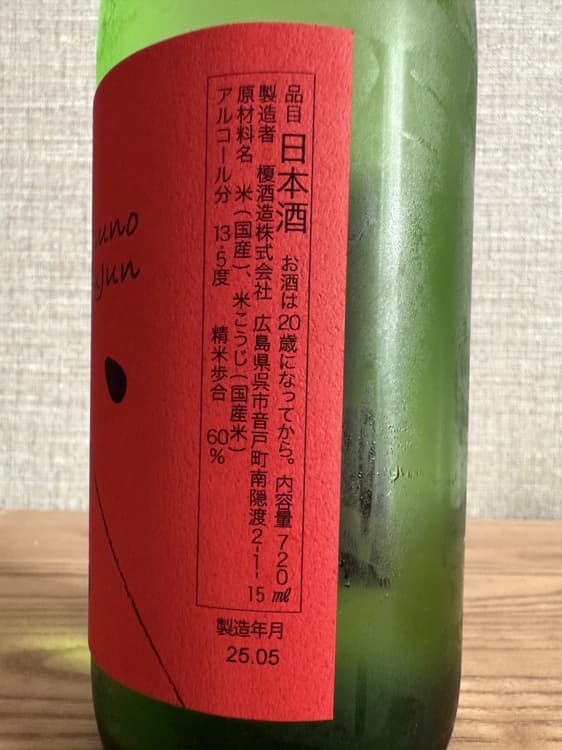 品目 日本酒 お酒は20歳になってから。 内容量 720㎖
製造者 榎酒造株式会社 広島県呉市音戸町南隠渡2-1-15
原材料名 米(国産)、米こうじ(国産米)
アルコール分 13.5度 精米歩合 60%
製造年月
25.05
uno
Jun